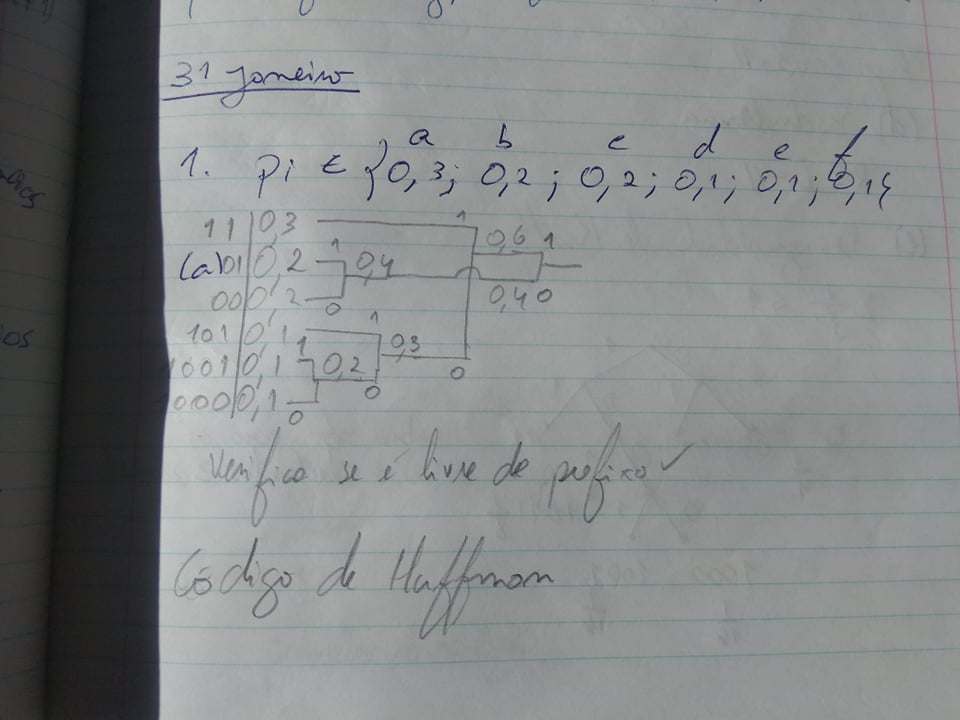 31 janeiro
a b c d e f
1. pi ∈ {0,3; 0,2; 0,2; 0,1; 0,1; 0,1}
11 0,3 1 0,6 1
(a) 01 0,2 1 0,4
00 0,2 0 0,4 0
101 0,1 1 0,3
1001 0,1 1 0,2 0
1000 0,1 0 0
Verifica se é livre de prefixo ✓
Código de Huffman